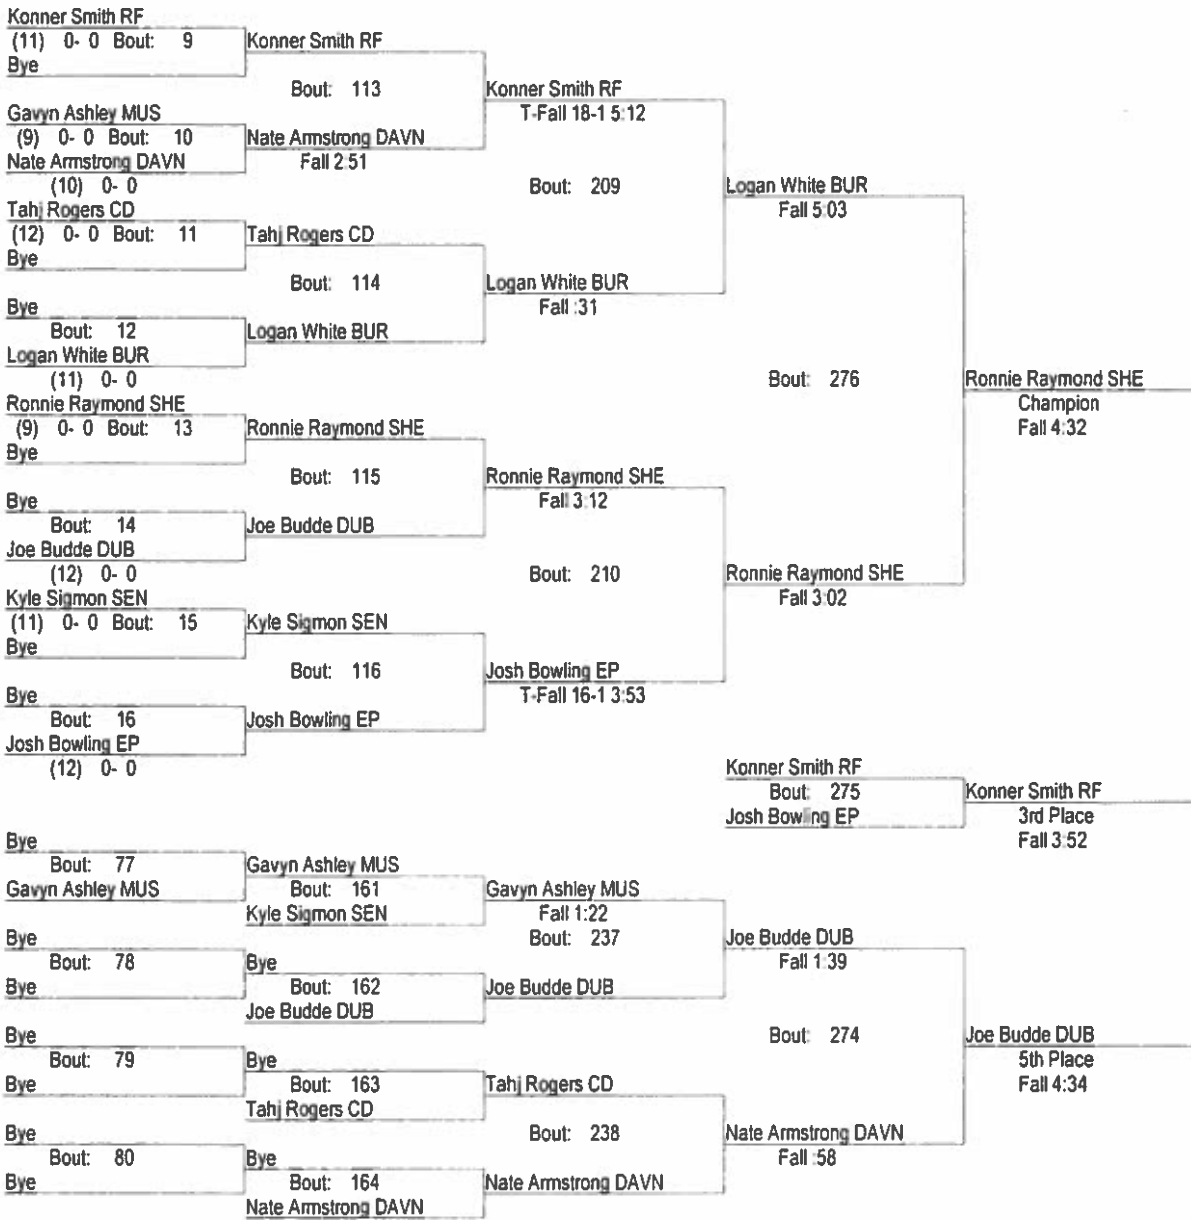 Konner Smith RF
(11) 0- 0 Bout: 9
Bye
Konner Smith RF
Bout: 113
Konner Smith RF
T-Fall 18-1 5:12
Gavyn Ashley MUS
(9) 0- 0 Bout: 10
Nate Armstrong DAVN
(10) 0- 0
Nate Armstrong DAVN
Fall 2:51
Bout: 209
Logan White BUR
Fall 5:03
Tahj Rogers CD
(12) 0- 0 Bout: 11
Bye
Tahj Rogers CD
Bout: 114
Logan White BUR
Fall :31
Bye
Bout: 12
Logan White BUR
(11) 0- 0
Logan White BUR
Bout: 276
Ronnie Raymond SHE
Champion
Fall 4:32
Ronnie Raymond SHE
(9) 0- 0 Bout: 13
Bye
Ronnie Raymond SHE
Bout: 115
Ronnie Raymond SHE
Fall 3:12
Bye
Bout: 14
Joe Budde DUB
(12) 0- 0
Joe Budde DUB
Bout: 210
Ronnie Raymond SHE
Fall 3:02
Kyle Sigmon SEN
(11) 0- 0 Bout: 15
Bye
Kyle Sigmon SEN
Bout: 116
Josh Bowling EP
T-Fall 16-1 3:53
Bye
Bout: 16
Josh Bowling EP
(12) 0- 0
Josh Bowling EP
Konner Smith RF
Bout: 275
Josh Bowling EP
Konner Smith RF
3rd Place
Fall 3:52
Bye
Bout: 77
Gavyn Ashley MUS
Gavyn Ashley MUS
Bout: 161
Kyle Sigmon SEN
Gavyn Ashley MUS
Fall 1:22
Bout: 237
Joe Budde DUB
Fall 1:39
Bye
Bout: 78
Bye
Bye
Bout: 162
Joe Budde DUB
Joe Budde DUB
Bout: 274
Joe Budde DUB
5th Place
Fall 4:34
Bye
Bout: 79
Bye
Bye
Bout: 163
Tahj Rogers CD
Tahj Rogers CD
Bout: 238
Nate Armstrong DAVN
Fall :58
Bye
Bout: 80
Bye
Bye
Bout: 164
Nate Armstrong DAVN
Nate Armstrong DAVN